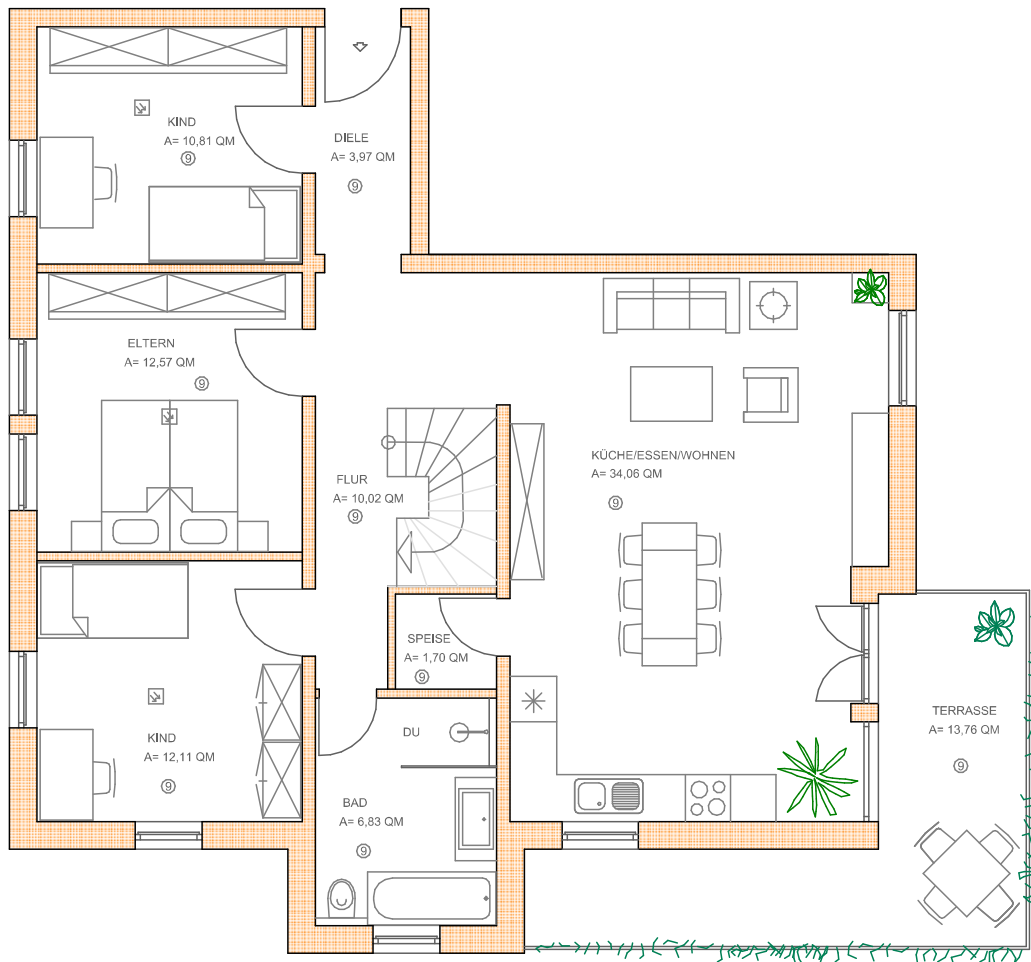 KIND
A= 10,81 QM
9
DIELE
A= 3,97 QM
9
ELTERN
A= 12,57 QM
9
KÜCHE/ESSEN/WOHNEN
A= 34,06 QM
9
FLUR
A= 10,02 QM
9
SPEISE
A= 1,70 QM
9
KIND
A= 12,11 QM
9
DU
BAD
A= 6,83 QM
9
TERRASSE
A= 13,76 QM
9